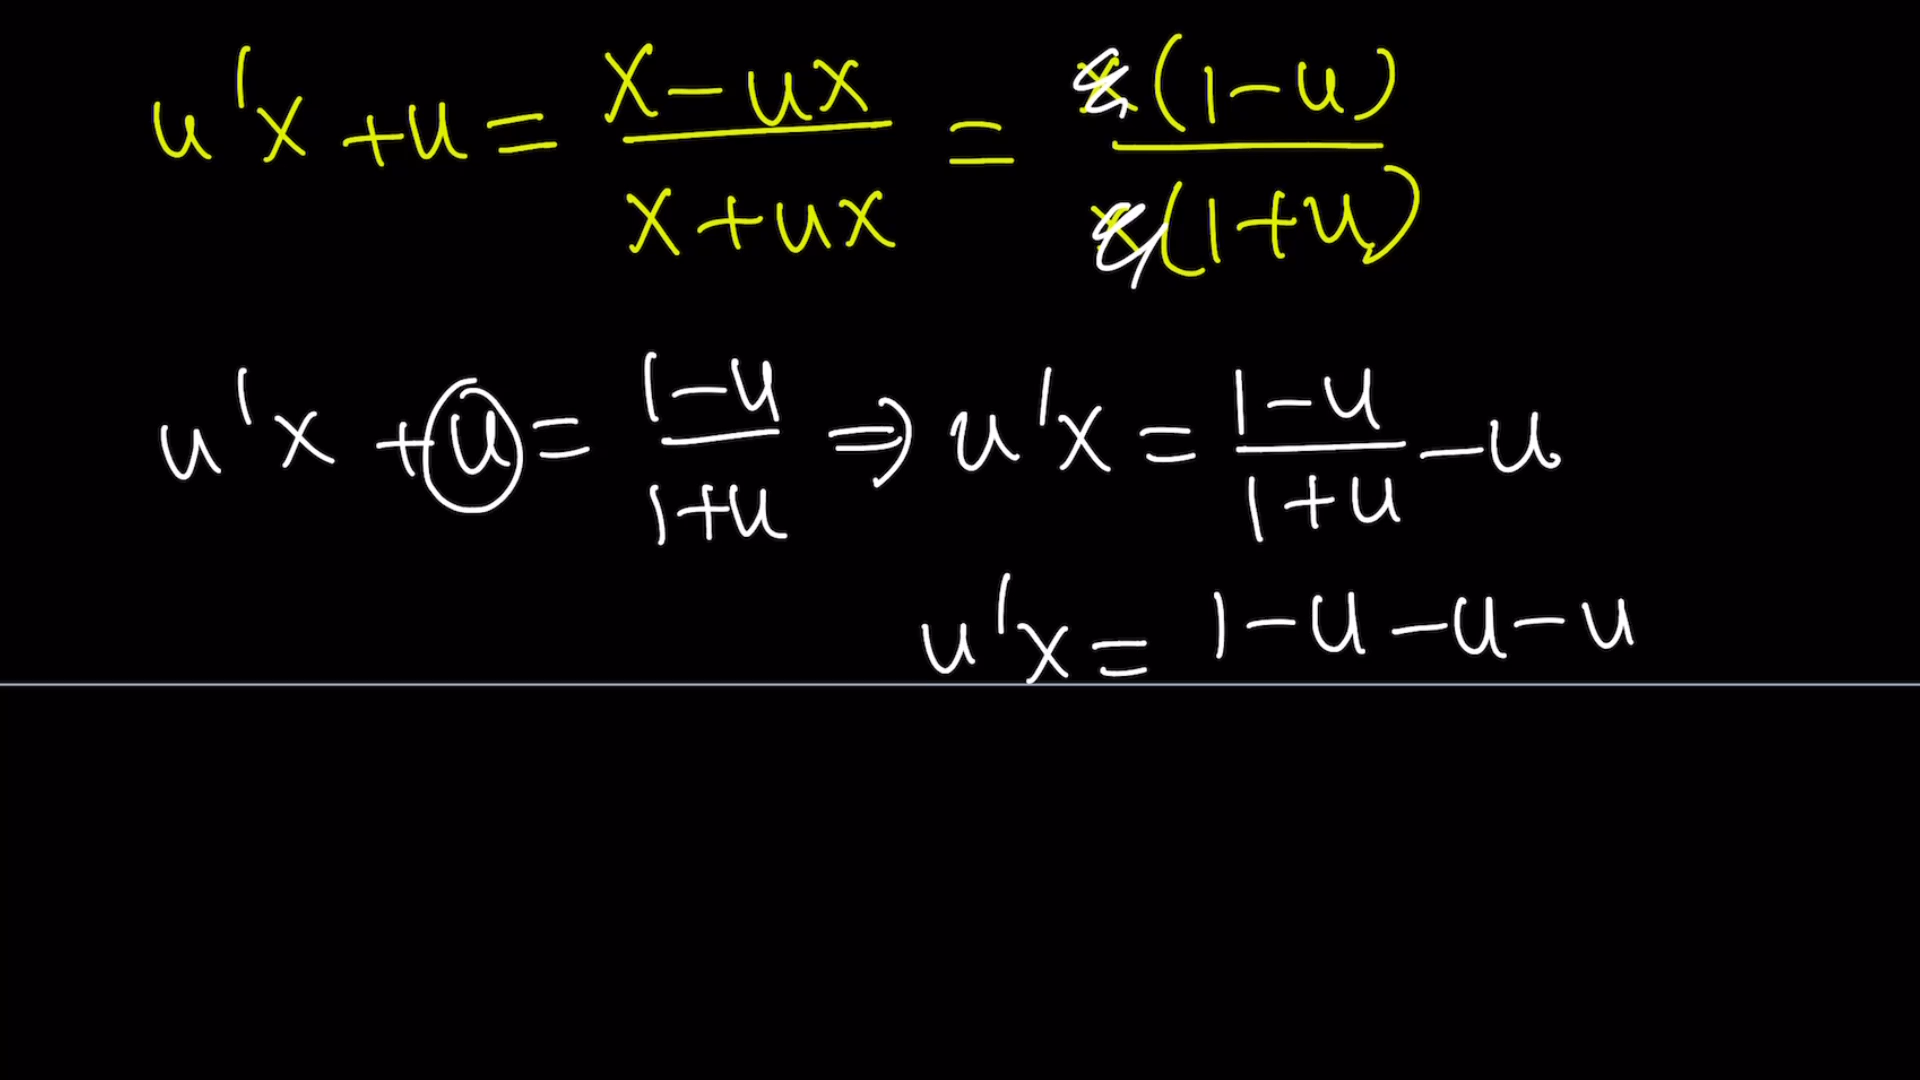 u'x + u = (x - ux)/(x + ux) = x(1 - u)/x(1 + u)
u'x + u = (1 - u)/(1 + u) ⇒ u'x = (1 - u)/(1 + u) - u
u'x = 1 - u - u - u